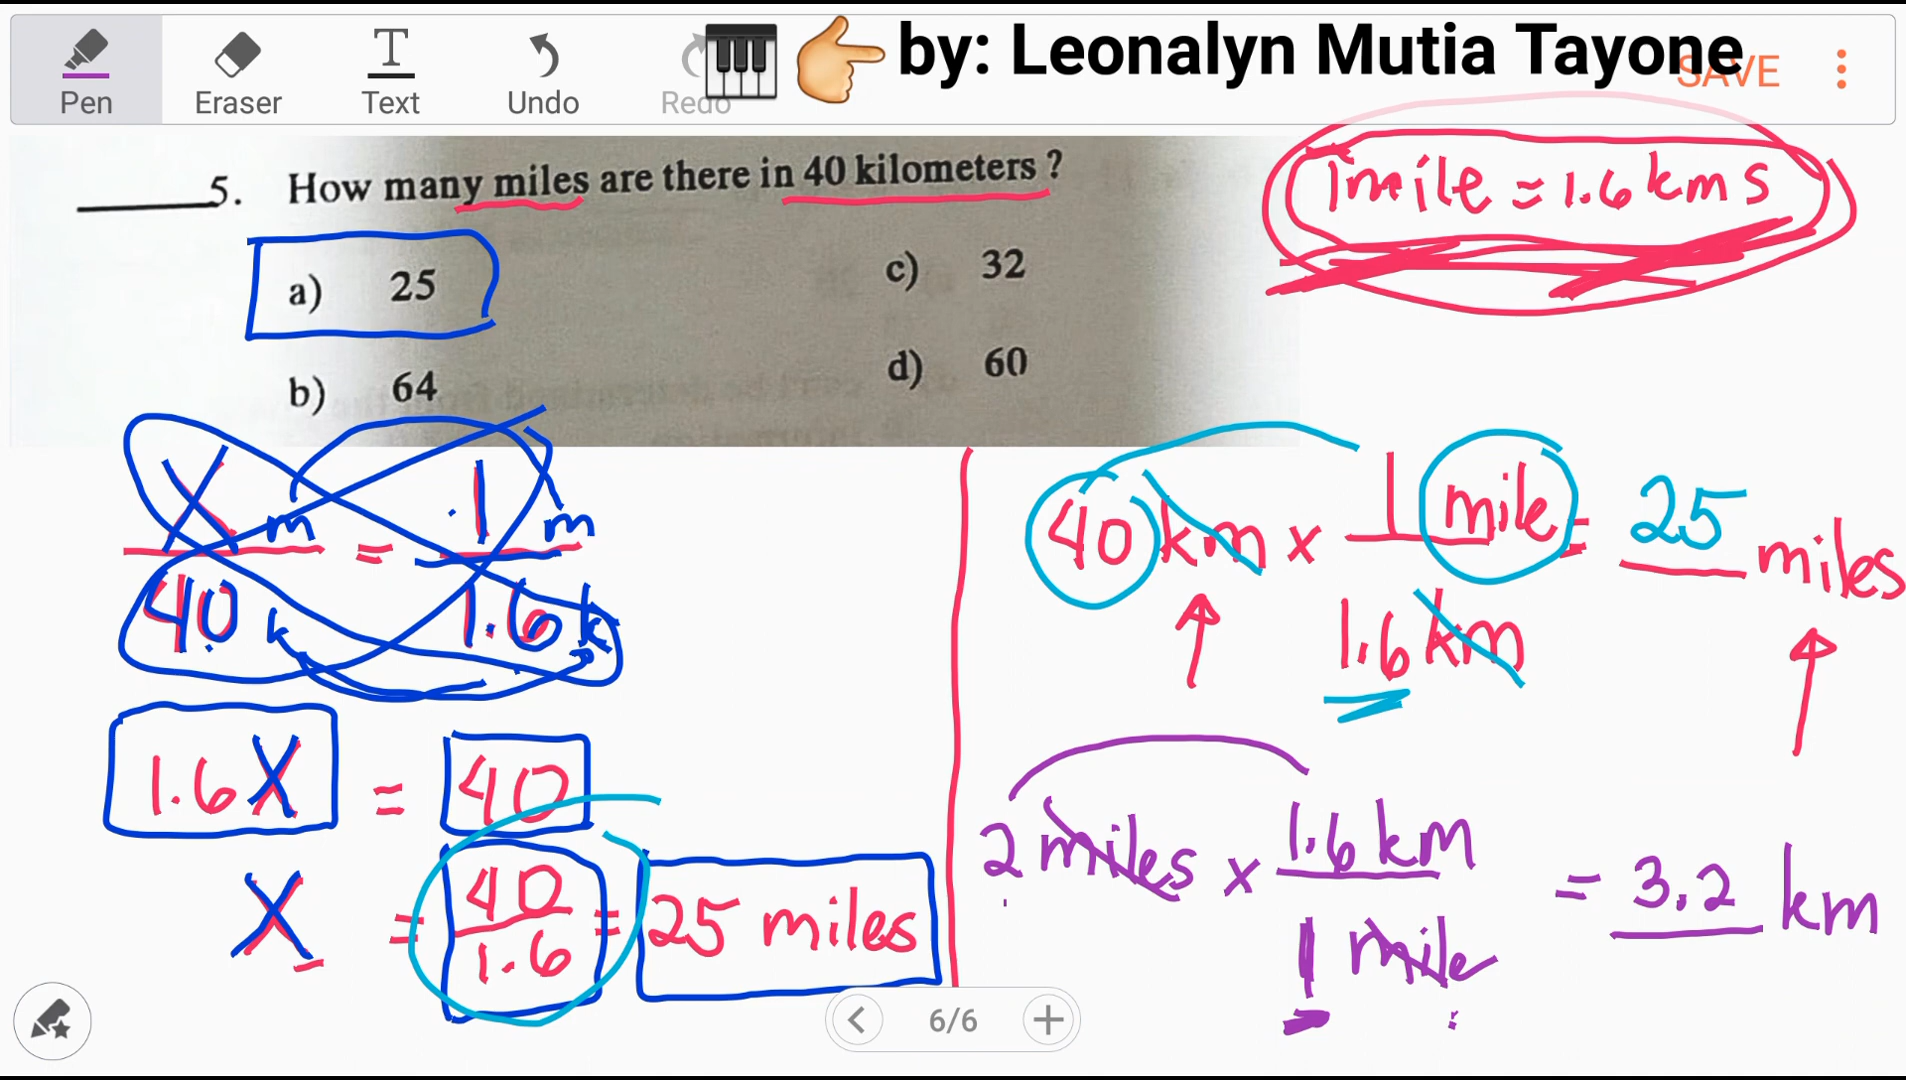 Pen
Eraser
Text
Undo
Redo
by: Leonalyn Mutia Tayone
SAVE
1mile = 1.6 kms
5. How many miles are there in 40 kilometers ?
a) 25
c) 32
b) 64
d) 60
X m = 1 m
40 k 1.6 k
1.6X = 40
X = 40 = 25 miles
1.6
40 km x 1 mile = 25 miles
1.6 km
2 miles x 1.6 km = 3.2 km
1 mile
6/6